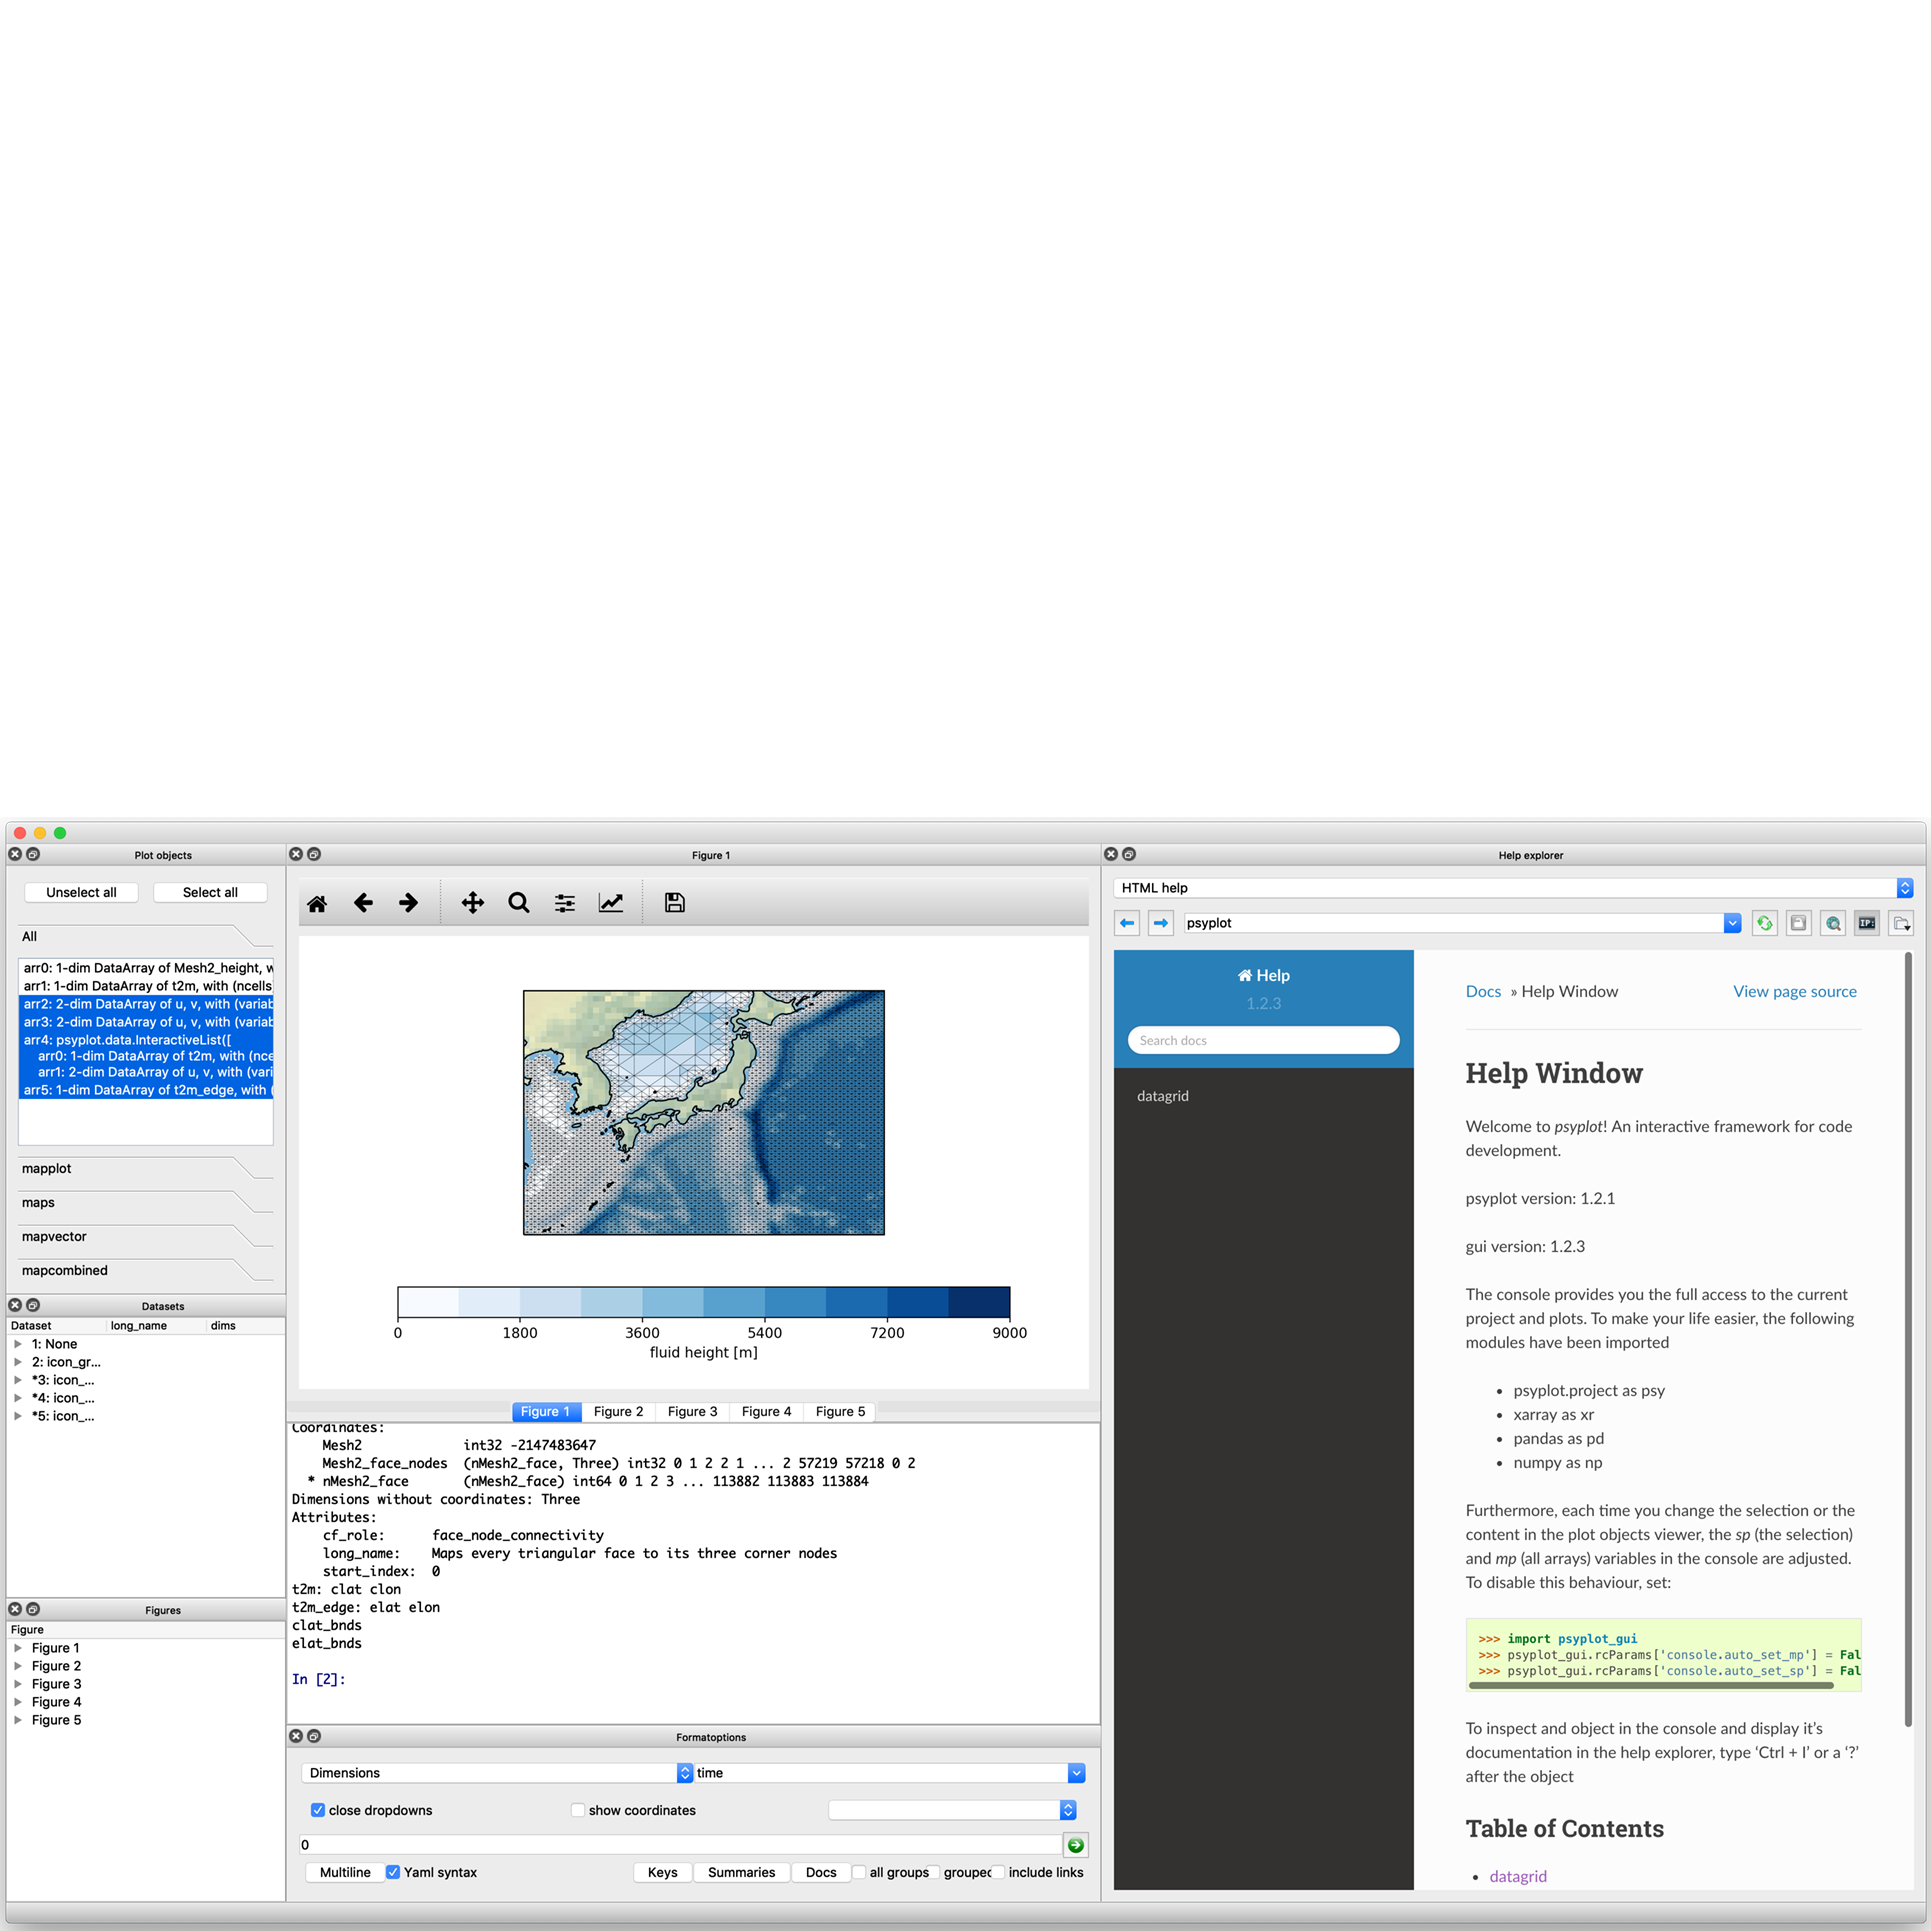 Plot objects
Unselect all
Select all
All
arr0: 1-dim DataArray of Mesh2_height, w
arr1: 1-dim DataArray of t2m, with (ncells
arr2: 2-dim DataArray of u, v, with (variab
arr3: 2-dim DataArray of u, v, with (variab
arr4: psyplot.data.InteractiveList([
arr0: 1-dim DataArray of t2m, with (nce
arr1: 2-dim DataArray of u, v, with (vari
arr5: 1-dim DataArray of t2m_edge, with (
mapplot
maps
mapvector
mapcombined
Datasets
Dataset long_name dims
1: None
2: icon_gr...
*3: icon_...
*4: icon_...
*5: icon_...
Figures
Figure
Figure 1
Figure 2
Figure 3
Figure 4
Figure 5
Figure 1
0 1800 3600 5400 7200 9000
fluid height [m]
Figure 1 Figure 2 Figure 3 Figure 4 Figure 5
Coordinates:
Mesh2 int32 -2147483647
Mesh2_face_nodes (nMesh2_face, Three) int32 0 1 2 2 1 ... 2 57219 57218 0 2
* nMesh2_face (nMesh2_face) int64 0 1 2 3 ... 113882 113883 113884
Dimensions without coordinates: Three
Attributes:
cf_role: face_node_connectivity
long_name: Maps every triangular face to its three corner nodes
start_index: 0
t2m: clat clon
t2m_edge: elat elon
clat_bnds
elat_bnds
In [2]:
Formatoptions
Dimensions time
close dropdowns show coordinates
0
Multiline Yaml syntax Keys Summaries Docs all groups grouped include links
Help explorer
HTML help
psyplot
IP:
Help
1.2.3
Search docs
datagrid
Docs » Help Window View page source
Help Window
Welcome to psyplot! An interactive framework for code
development.
psyplot version: 1.2.1
gui version: 1.2.3
The console provides you the full access to the current
project and plots. To make your life easier, the following
modules have been imported
• psyplot.project as psy
• xarray as xr
• pandas as pd
• numpy as np
Furthermore, each time you change the selection or the
content in the plot objects viewer, the sp (the selection)
and mp (all arrays) variables in the console are adjusted.
To disable this behaviour, set:
>>> import psyplot_gui
>>> psyplot_gui.rcParams['console.auto_set_mp'] = Fal
>>> psyplot_gui.rcParams['console.auto_set_sp'] = Fal
To inspect and object in the console and display it’s
documentation in the help explorer, type ‘Ctrl + I’ or a ‘?’
after the object
Table of Contents
• datagrid